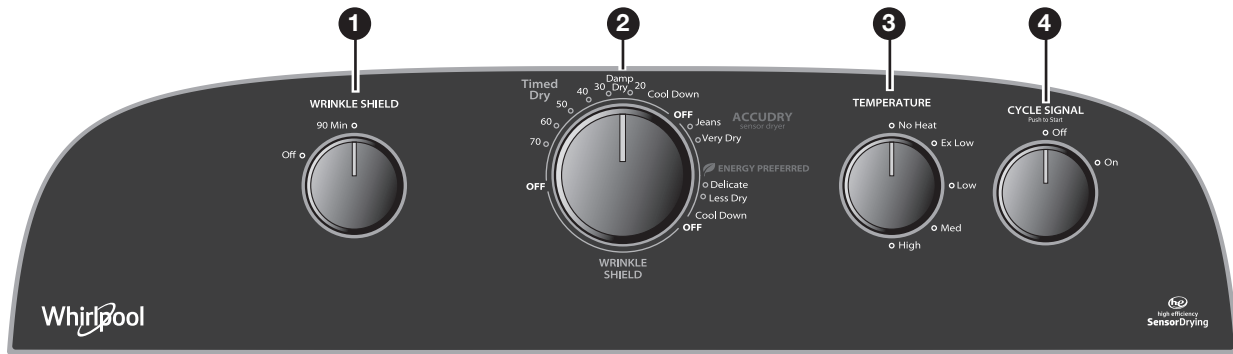 1
2
3
4
WRINKLE SHIELD
90 Min
Off
Timed
Dry
70
60
50
40
30
Damp
Dry
20
Cool Down
OFF
Jeans
Very Dry
ACCUDRY
sensor dryer
ENERGY PREFERRED
Delicate
Less Dry
Cool Down
OFF
WRINKLE
SHIELD
OFF
TEMPERATURE
No Heat
Ex Low
Low
Med
High
CYCLE SIGNAL
Push to Start
Off
On
Whirlpool
he
high efficiency
SensorDrying